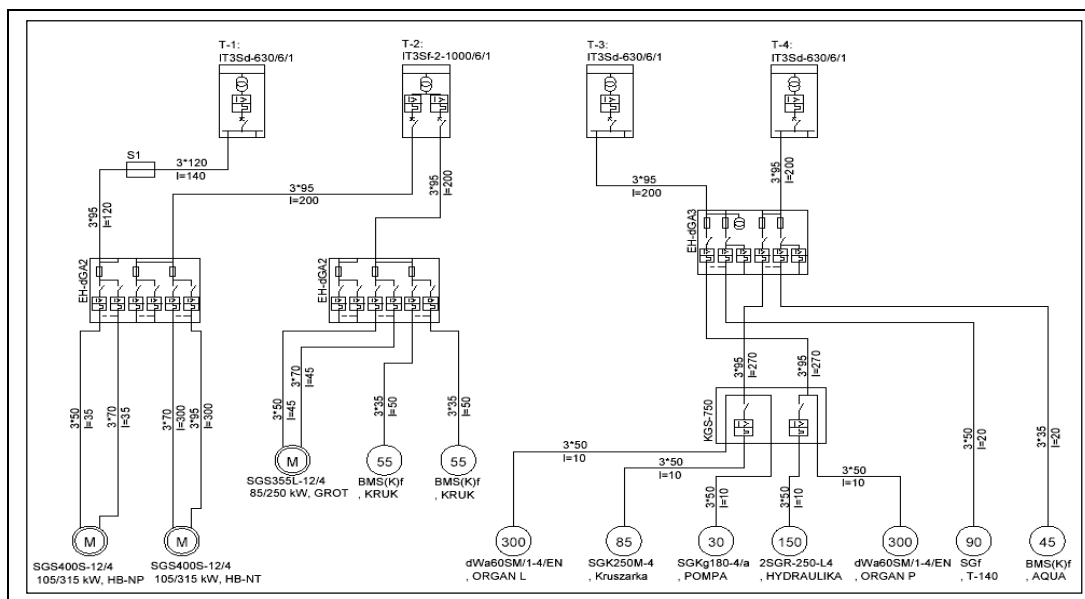 T-1:
IT3Sd-630/6/1
T-2:
IT3Sf-2-1000/6/1
T-3:
IT3Sd-630/6/1
T-4:
IT3Sd-630/6/1
S1
3*120
l=140
3*95
l=120
3*95
l=200
3*95
l=200
3*95
l=200
3*95
l=200
EH-dGA2
EH-dGA2
EH-dGA3
3*50
l=35
3*70
l=35
3*70
l=300
3*95
l=300
3*50
l=45
3*70
l=45
3*35
l=50
3*35
l=50
3*95
l=270
3*95
l=270
3*50
l=20
3*35
l=20
KGS-750
3*50
l=10
3*50
l=10
3*50
l=10
3*50
l=10
3*50
l=10
M
SGS355L-12/4
85/250 kW, GROT
55
BMS(K)f
, KRUK
55
BMS(K)f
, KRUK
M
SGS400S-12/4
105/315 kW, HB-NP
M
SGS400S-12/4
105/315 kW, HB-NT
300
dWa60SM/1-4/EN
, ORGAN L
85
SGK250M-4
, Kruszarka
30
SGKg180-4/a
, POMPA
150
2SGR-250-L4
, HYDRAULIKA
300
dWa60SM/1-4/EN
, ORGAN P
90
SGf
, T-140
45
BMS(K)f
, AQUA